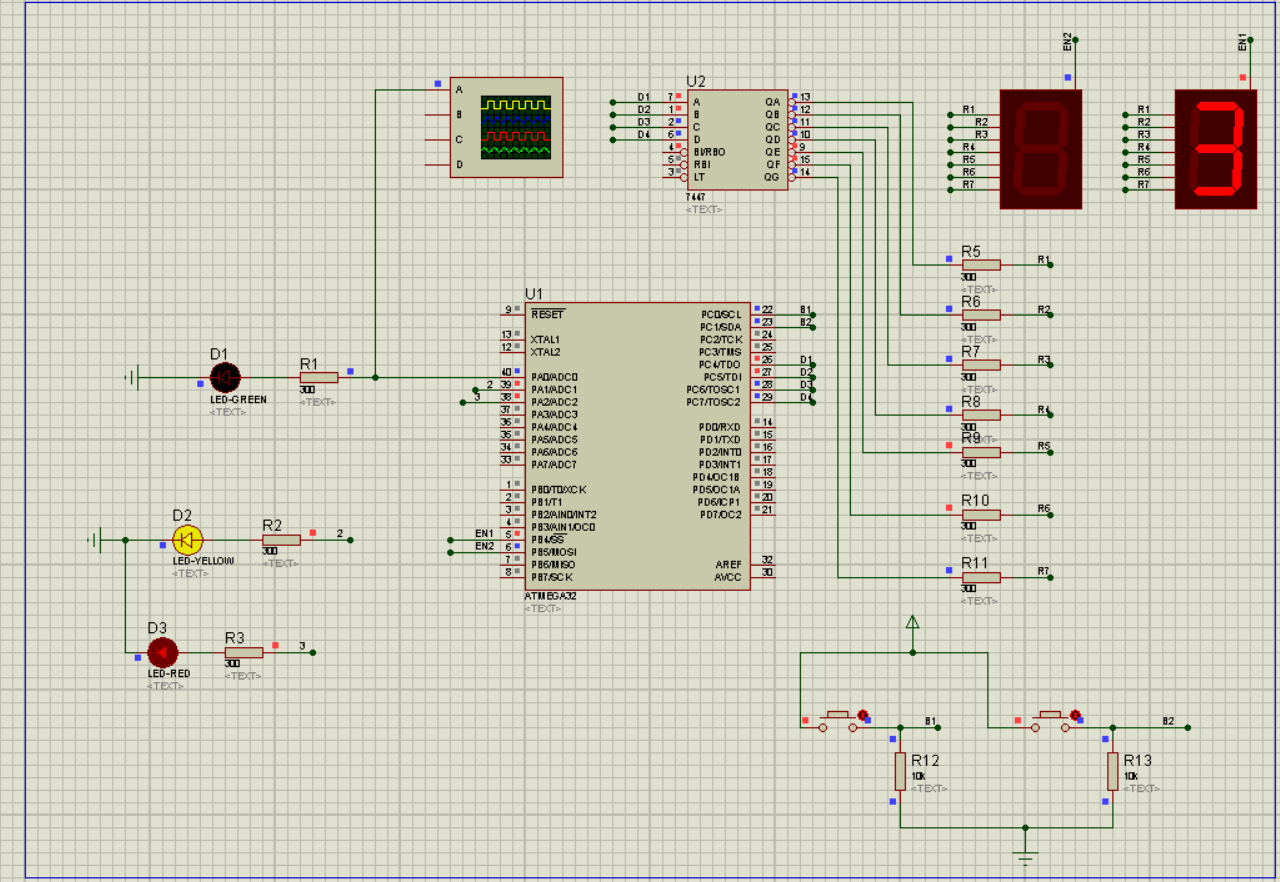 EN2
EN1
U2
A
B
C
D
D1 7 A QA 13
D2 1 B QB 12
D3 2 C QC 11
D4 6 D QD 10
4 BI/RBO QE 9
5 RBI QF 15
3 LT QG 14
7447
<TEXT>
R1
R2
R3
R4
R5
R6
R7
R1
R2
R3
R4
R5
R6
R7
3
R5
300
<TEXT>
R1
R6
300
<TEXT>
R2
R7
300
<TEXT>
R3
R8
300
<TEXT>
R4
R9
300
<TEXT>
R5
R10
300
<TEXT>
R6
R11
300
<TEXT>
R7
U1
9 RESET PC0/SCL 22 B1
PC1/SDA 23 B2
13 XTAL1 PC2/TCK 24
12 XTAL2 PC3/TMS 25
PC4/TDO 26 D1
40 PA0/ADC0 PC5/TDI 27 D2
2 39 PA1/ADC1 PC6/TOSC1 28 D3
3 38 PA2/ADC2 PC7/TOSC2 29 D4
37 PA3/ADC3
36 PA4/ADC4 PD0/RXD 14
35 PA5/ADC5 PD1/TXD 15
34 PA6/ADC6 PD2/INT0 16
33 PA7/ADC7 PD3/INT1 17
PD4/OC1B 18
1 PB0/T0/XCK PD5/OC1A 19
2 PB1/T1 PD6/ICP1 20
3 PB2/AIN0/INT2 PD7/OC2 21
4 PB3/AIN1/OC0
EN1 5 PB4/SS
EN2 6 PB5/MOSI
7 PB6/MISO AREF 32
8 PB7/SCK AVCC 30
ATMEGA32
<TEXT>
D1
LED-GREEN
<TEXT>
R1
300
<TEXT>
D2
LED-YELLOW
<TEXT>
R2
300
<TEXT>
2
D3
LED-RED
<TEXT>
R3
300
<TEXT>
3
B1
B2
R12
10k
<TEXT>
R13
10k
<TEXT>